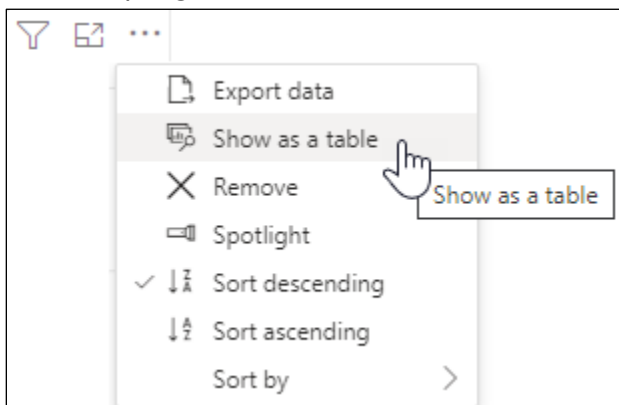 Export data
Show as a table
Remove
Show as a table
Spotlight
Sort descending
Sort ascending
Sort by